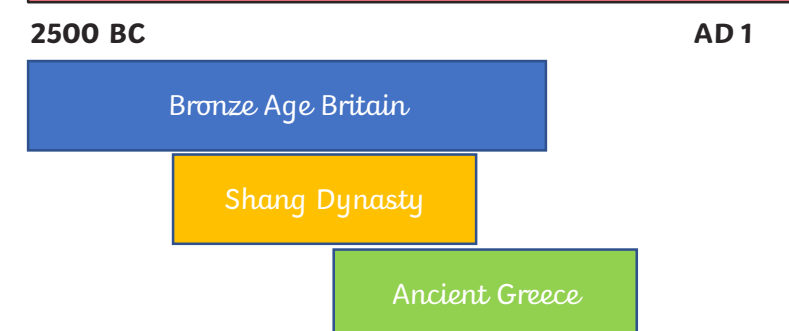 2500 BC AD 1
Bronze Age Britain
Shang Dynasty
Ancient Greece